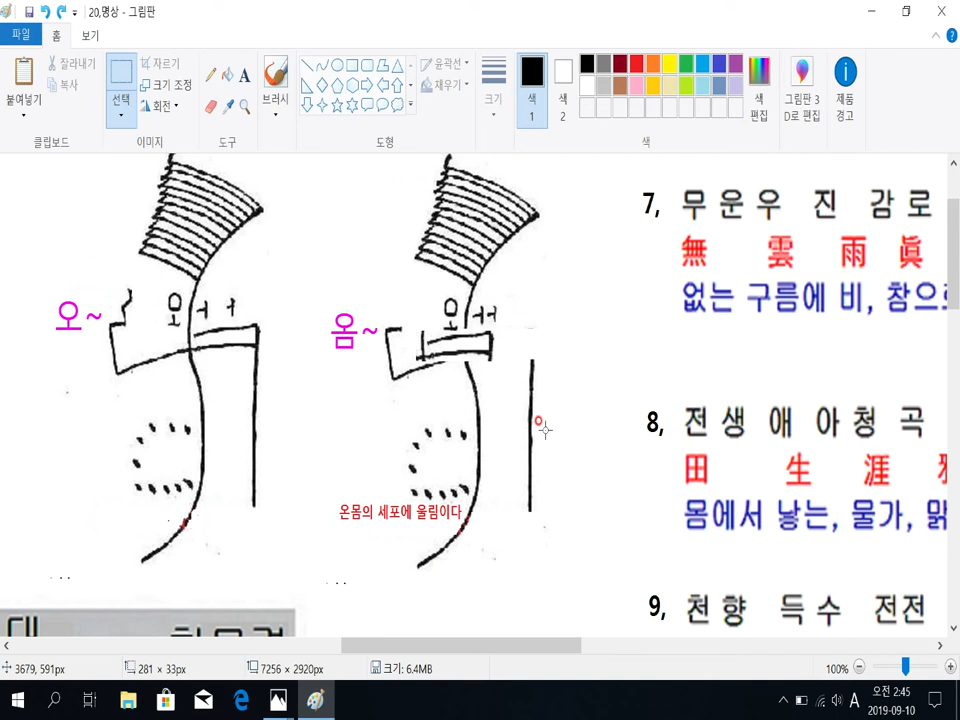 20,명상 - 그림판
파일
홈
보기
붙여넣기
잘라내기
복사
클립보드
선택
자르기
크기 조정
회전
이미지
도구
브러시
윤곽선
채우기
도형
크기
색
1
색
2
색
편집
그림판 3
D로 편집
제품
경고
색
오~
오
ㅓㅓ
옴~
오
ㅓㅓ
온몸의 세포에 울림이다
7, 무 운 우 진 감 로
無 雲 雨 眞
없는 구름에 비, 참으로
8, 전 생 애 아 청 곡
田 生 涯
몸에서 낳는, 물가, 맑
9, 천 향 득 수 전전
3679, 591px
281 × 33px
7256 × 2920px
크기: 6.4MB
100%
A
오전 2:45
2019-09-10